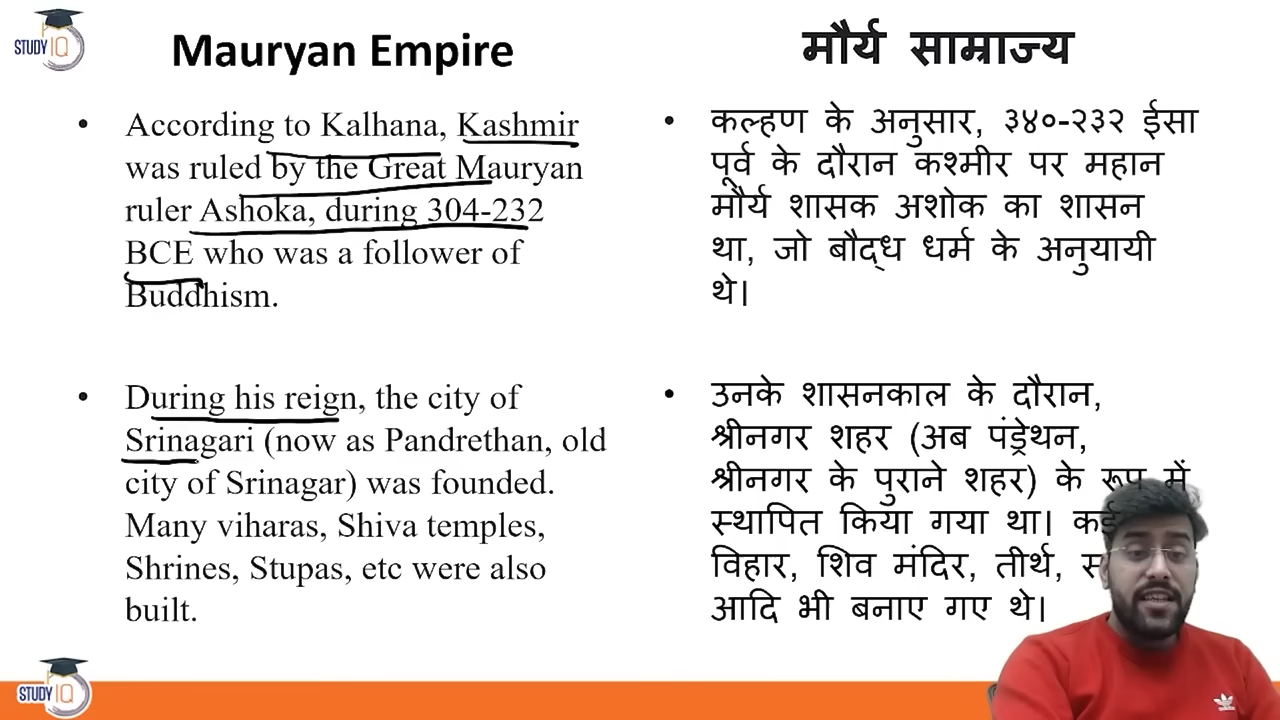 STUDY IQ
Mauryan Empire
मौर्य साम्राज्य
• According to Kalhana, Kashmir
was ruled by the Great Mauryan
ruler Ashoka, during 304-232
BCE who was a follower of
Buddhism.
• During his reign, the city of
Srinagari (now as Pandrethan, old
city of Srinagar) was founded.
Many viharas, Shiva temples,
Shrines, Stupas, etc were also
built.
• कल्हण के अनुसार, ३४०-२३२ ईसा
पूर्व के दौरान कश्मीर पर महान
मौर्य शासक अशोक का शासन
था, जो बौद्ध धर्म के अनुयायी
थे।
• उनके शासनकाल के दौरान,
श्रीनगर शहर (अब पंड्रेथन,
श्रीनगर के पुराने शहर) के रूप में
स्थापित किया गया था।
विहार, शिव मंदिर, तीर्थ,
आदि भी बनाए गए थे।
STUDY IQ